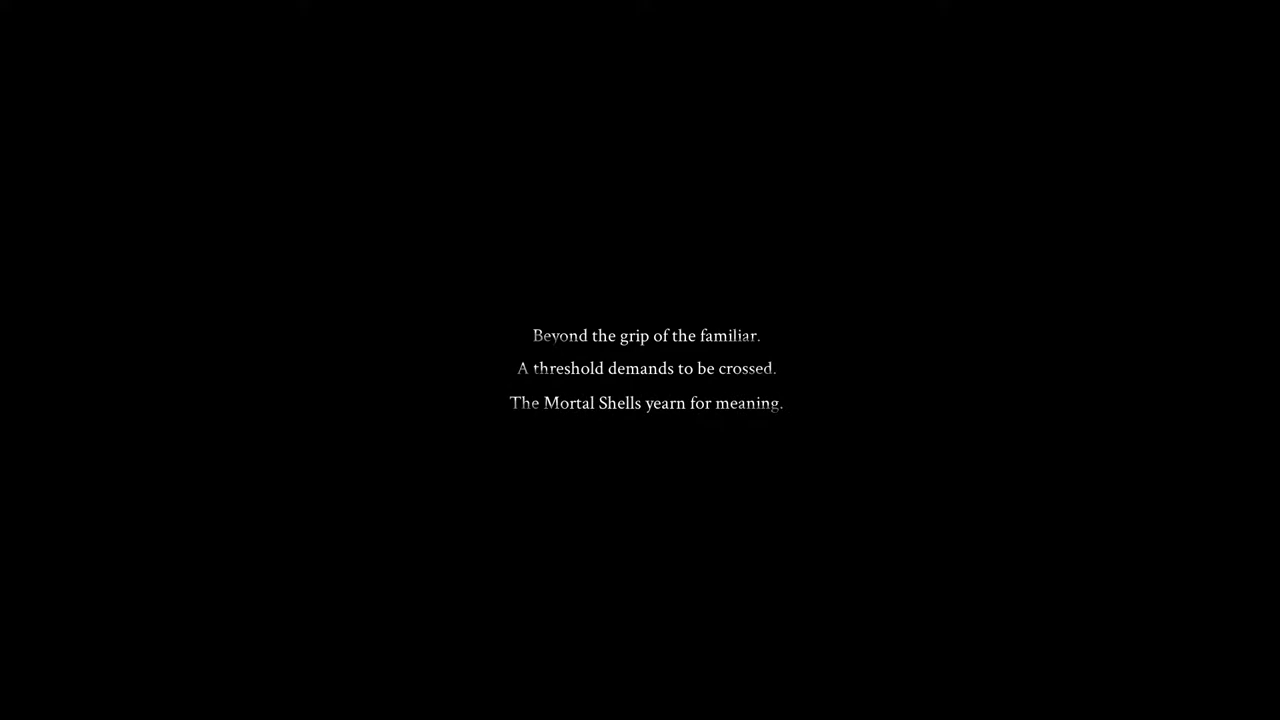 Beyond the grip of the familiar.
A threshold demands to be crossed.
The Mortal Shells yearn for meaning.